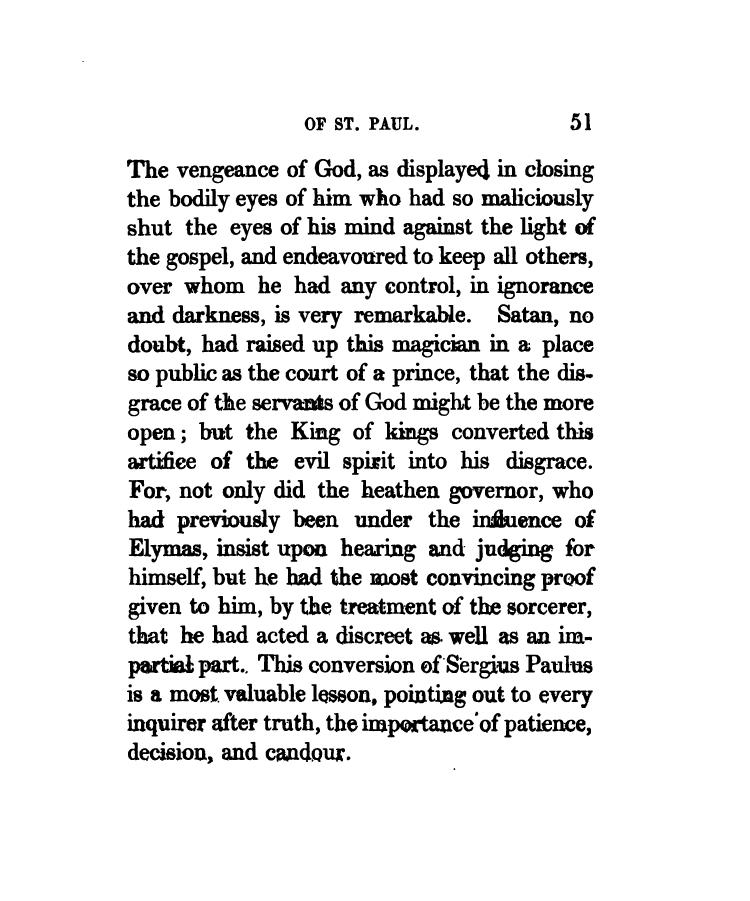 OF ST. PAUL. 51
The vengeance of God, as displayed in closing
the bodily eyes of him who had so maliciously
shut the eyes of his mind against the light of
the gospel, and endeavoured to keep all others,
over whom he had any control, in ignorance
and darkness, is very remarkable. Satan, no
doubt, had raised up this magician in a place
so public as the court of a prince, that the dis-
grace of the servants of God might be the more
open; but the King of kings converted this
artifice of the evil spirit into his disgrace.
For, not only did the heathen governor, who
had previously been under the influence of
Elymas, insist upon hearing and judging for
himself, but he had the most convincing proof
given to him, by the treatment of the sorcerer,
that he had acted a discreet as well as an im-
partial part. This conversion of Sergius Paulus
is a most valuable lesson, pointing out to every
inquirer after truth, the importance of patience,
decision, and candour.